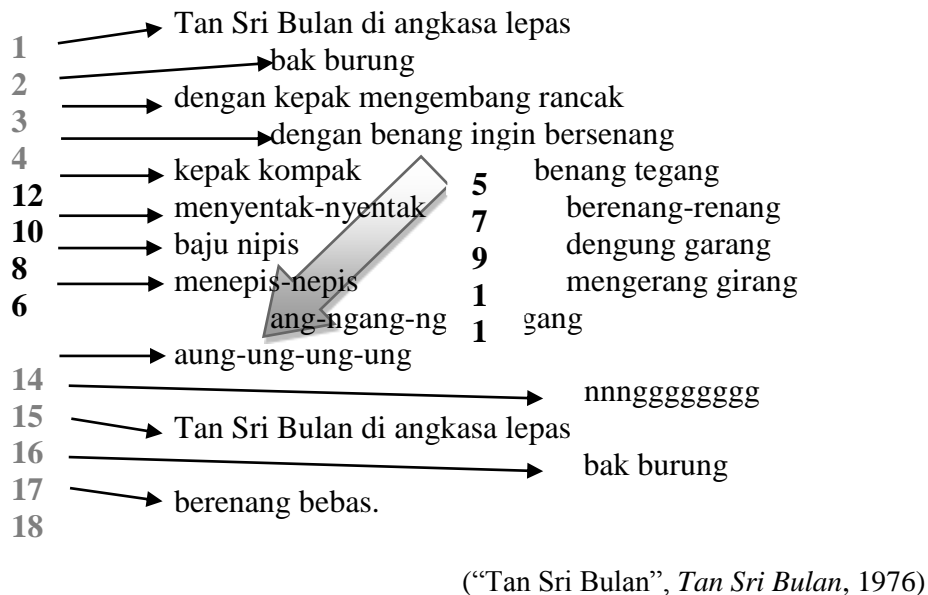 1 Tan Sri Bulan di angkasa lepas
2 bak burung
3 dengan kepak mengembang rancak
4 dengan benang ingin bersenang
12 kepak kompak 5 benang tegang
10 menyentak-nyentak 7 berenang-renang
8 baju nipis 9 dengung garang
6 menepis-nepis 1 mengerang girang
ang-ngang-ng 1 gang
aung-ung-ung-ung
14 nnnggggggggg
15 Tan Sri Bulan di angkasa lepas
16 bak burung
17 berenang bebas.
18
("Tan Sri Bulan", Tan Sri Bulan, 1976)